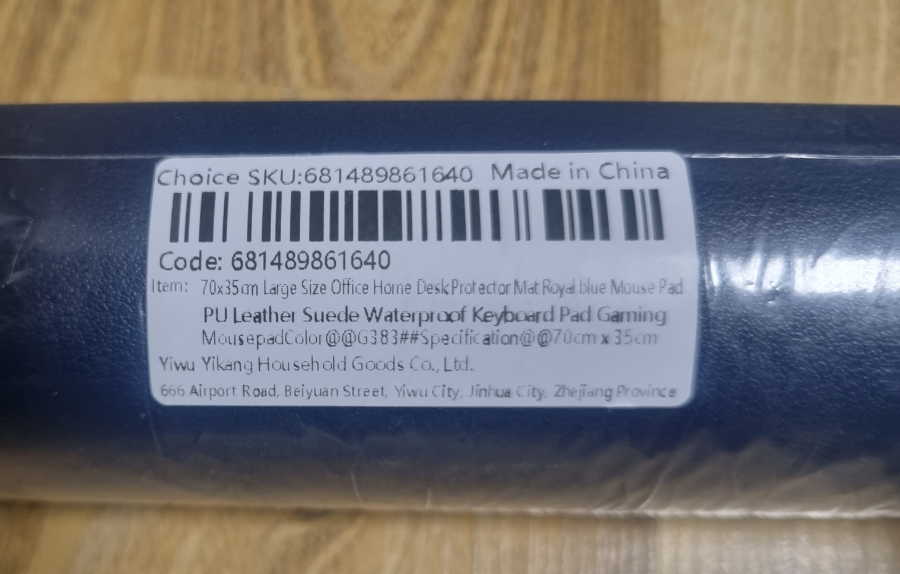 Choice SKU:681489861640 Made in China
Code: 681489861640
Item: 70x35cm Large Size Office Home Desk Protector Mat Royal blue Mouse Pad
PU Leather Suede Waterproof Keyboard Pad Gaming
MousepadColor@@G383##Specification@@70cm x 35cm
Yiwu Yikang Household Goods Co., Ltd.
666 Airport Road, Beiyuan Street, Yiwu City, Jinhua City, Zhejiang Province